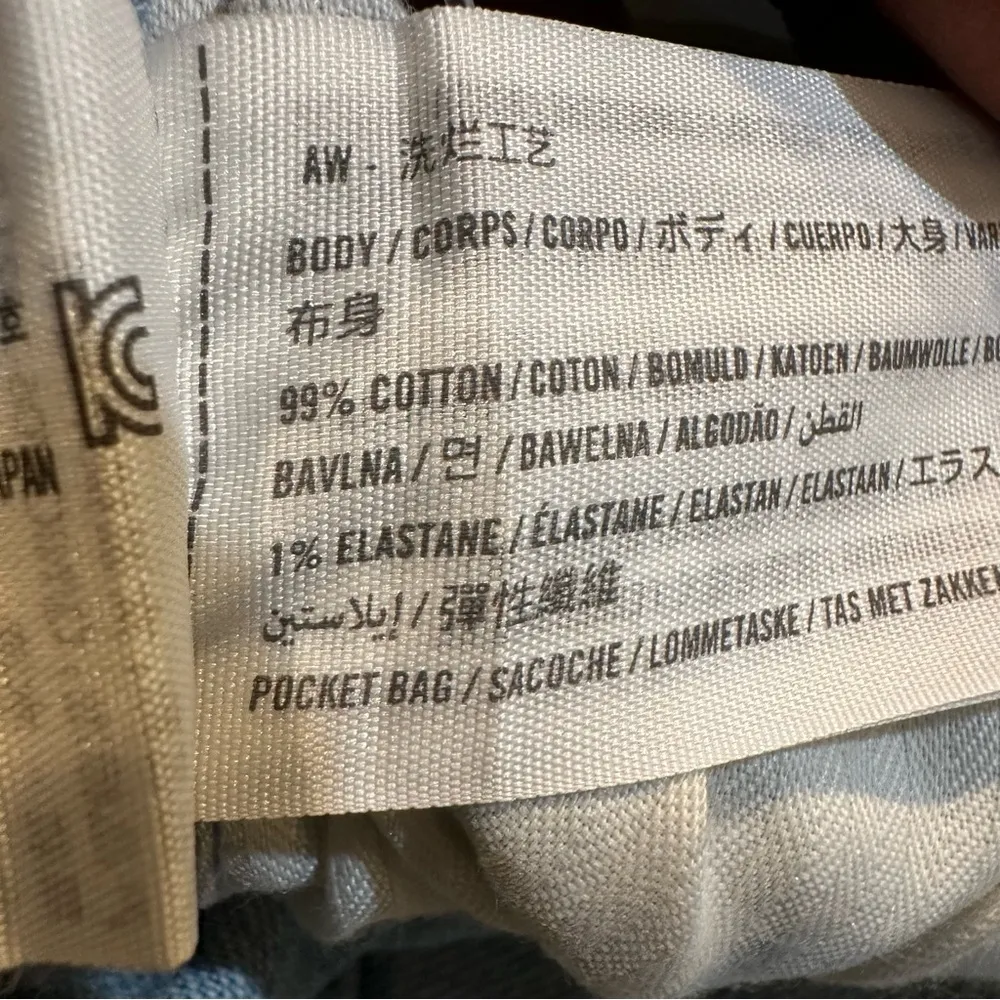 AW - 洗烂工艺
BODY / CORPS / CORPO / ボディ / CUERPO / 大身 /
布身
99% COTTON / COTON / BOMULD / KATOEN / BAUMWOLLE /
BAVLNA / 면 / BAWEŁNA / ALGODÃO / القطن
1% ELASTANE / ÉLASTANE / ELASTAN / ELASTAAN / エラス
إيلاستين / 彈性纖維
POCKET BAG / SACOCHE / LOMMETASKE / TAS MET ZAKKEN
KC